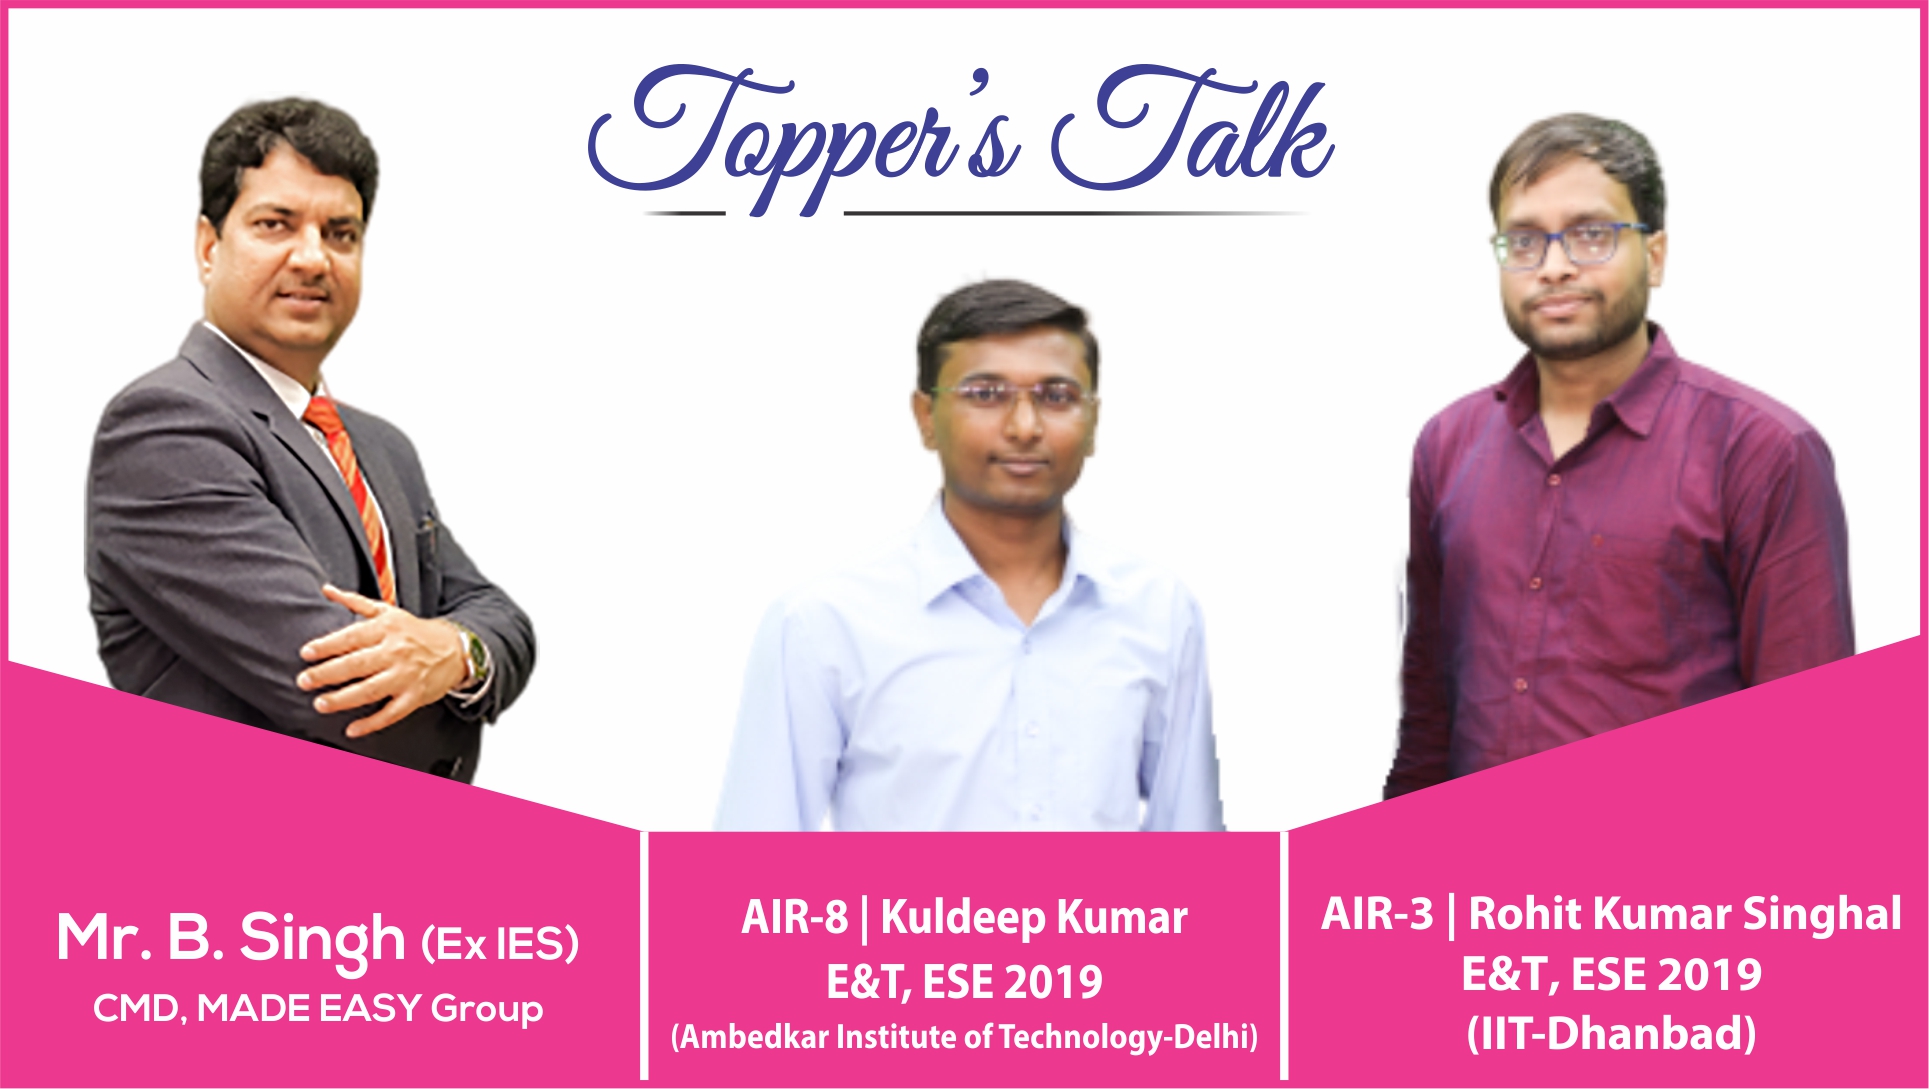 Topper's Talk
Mr. B. Singh (Ex IES)
CMD, MADE EASY Group
AIR-8 | Kuldeep Kumar
E&T, ESE 2019
(Ambedkar Institute of Technology-Delhi)
AIR-3 | Rohit Kumar Singhal
E&T, ESE 2019
(IIT-Dhanbad)